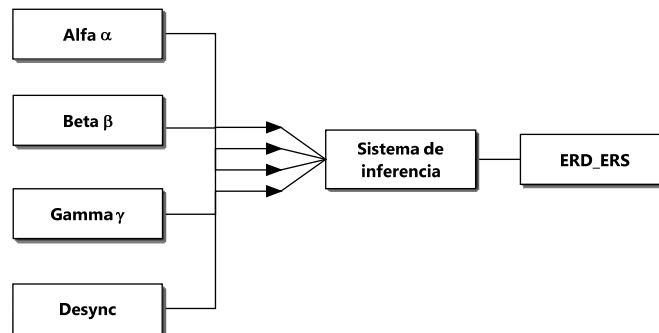 Alfa α
Beta β
Gamma γ
Desync
Sistema de
inferencia
ERD_ERS